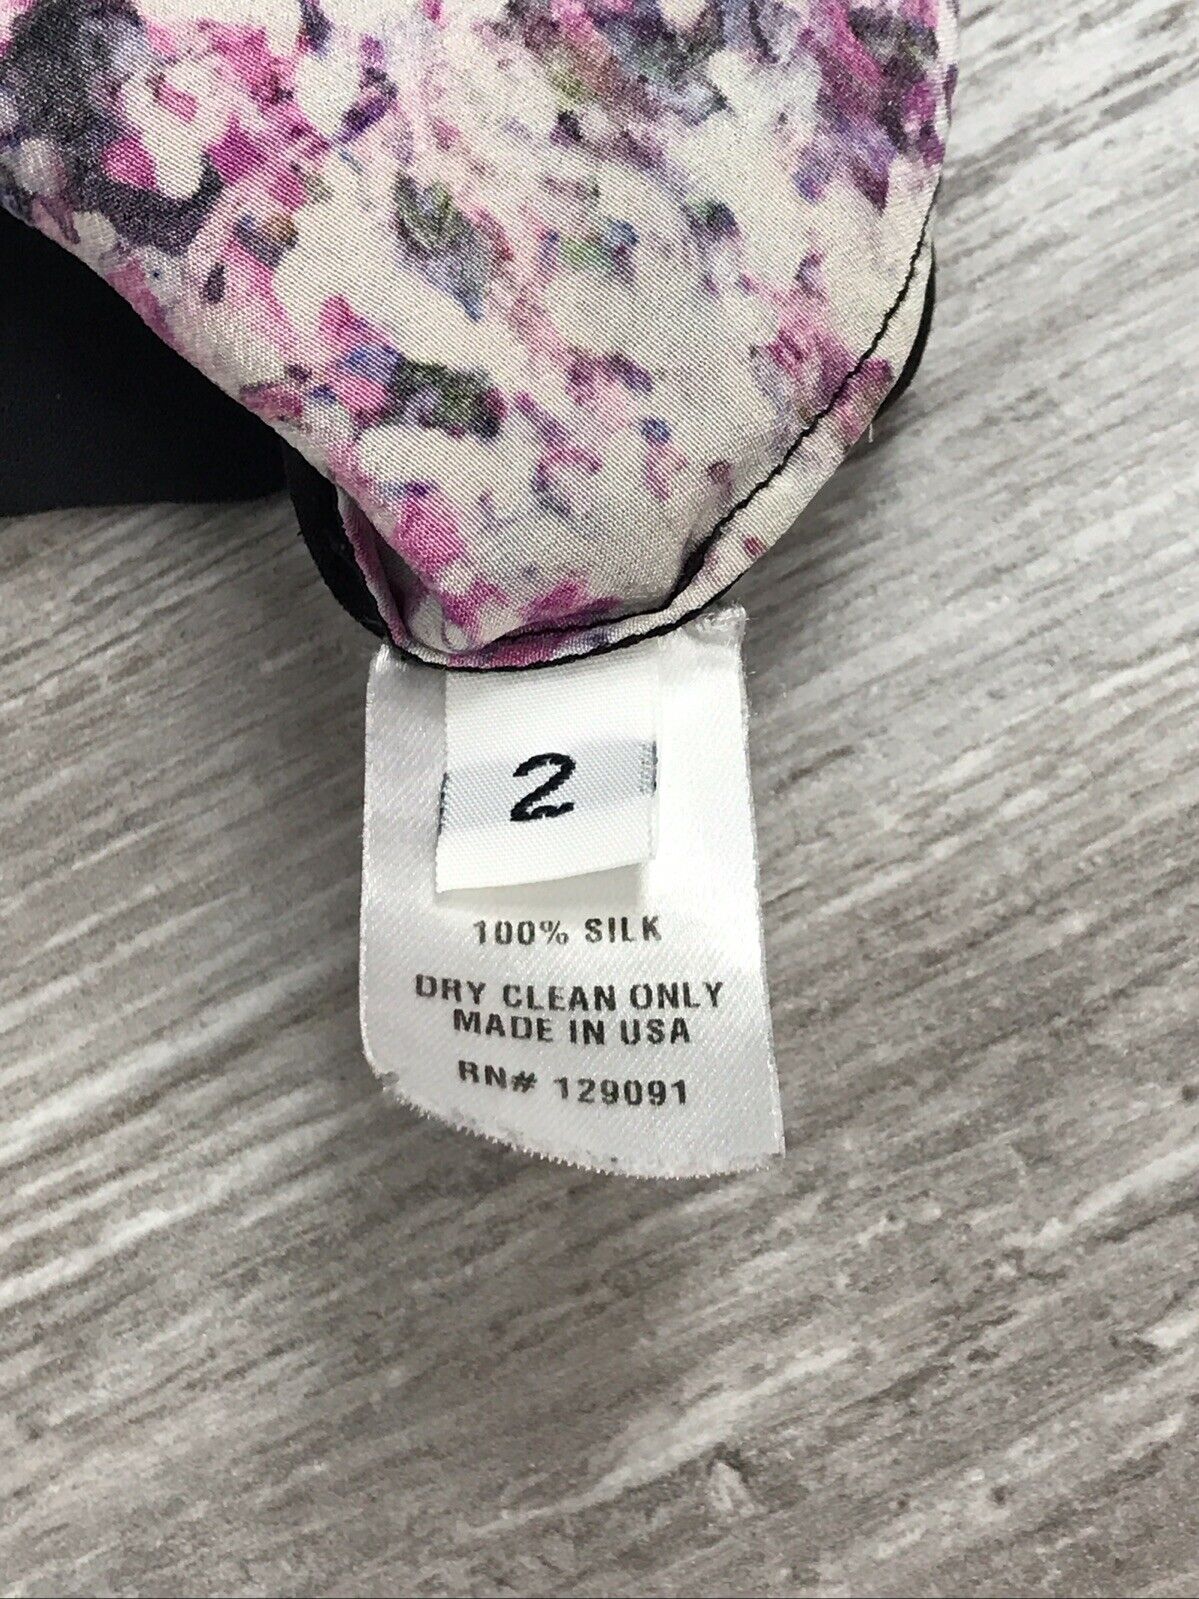 2
100% SILK
DRY CLEAN ONLY
MADE IN USA
RN# 129091